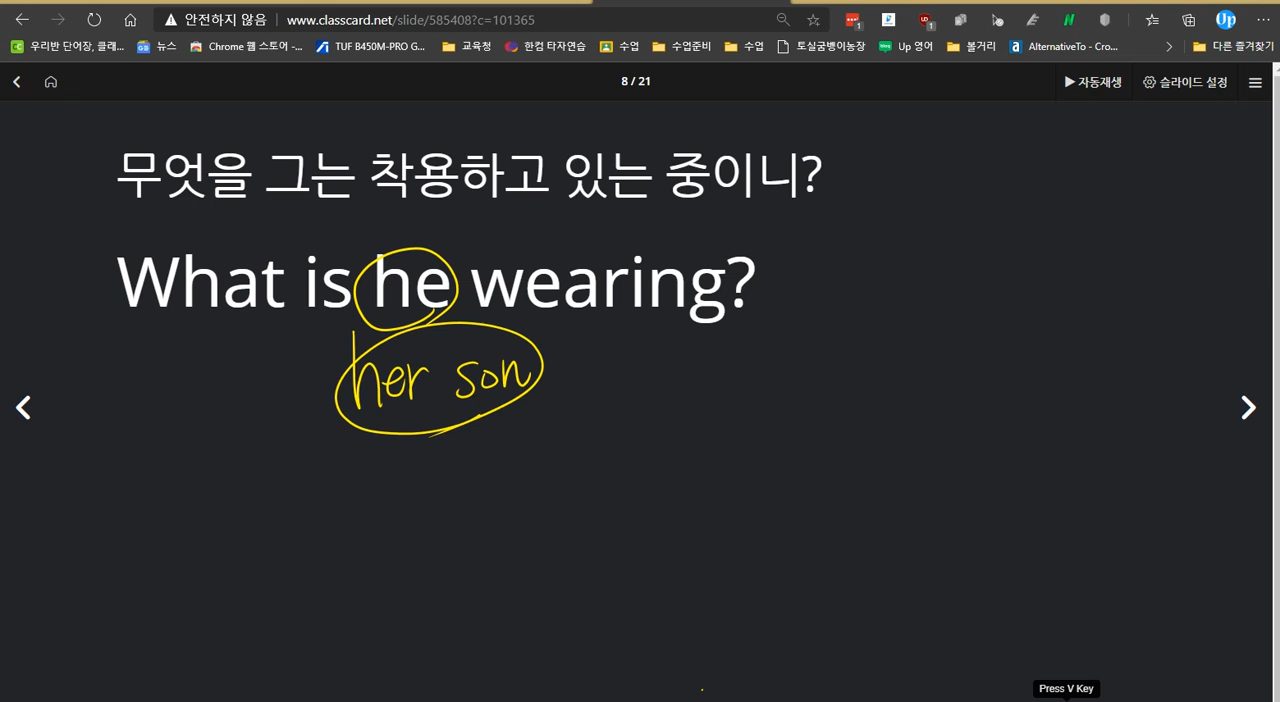 안전하지 않음 www.classcard.net/slide/585408?c=101365
우리반 단어장, 클래... 뉴스 Chrome 웹 스토어 -... TUF B450M-PRO G... 교육청 한컴 타자연습 수업 수업준비 수업 토실굼벵이농장 Up 영어 볼거리 AlternativeTo - Cro... 다른 즐겨찾기
8 / 21 자동재생 슬라이드 설정
무엇을 그는 착용하고 있는 중이니?
What is he wearing?
her son
Press V Key